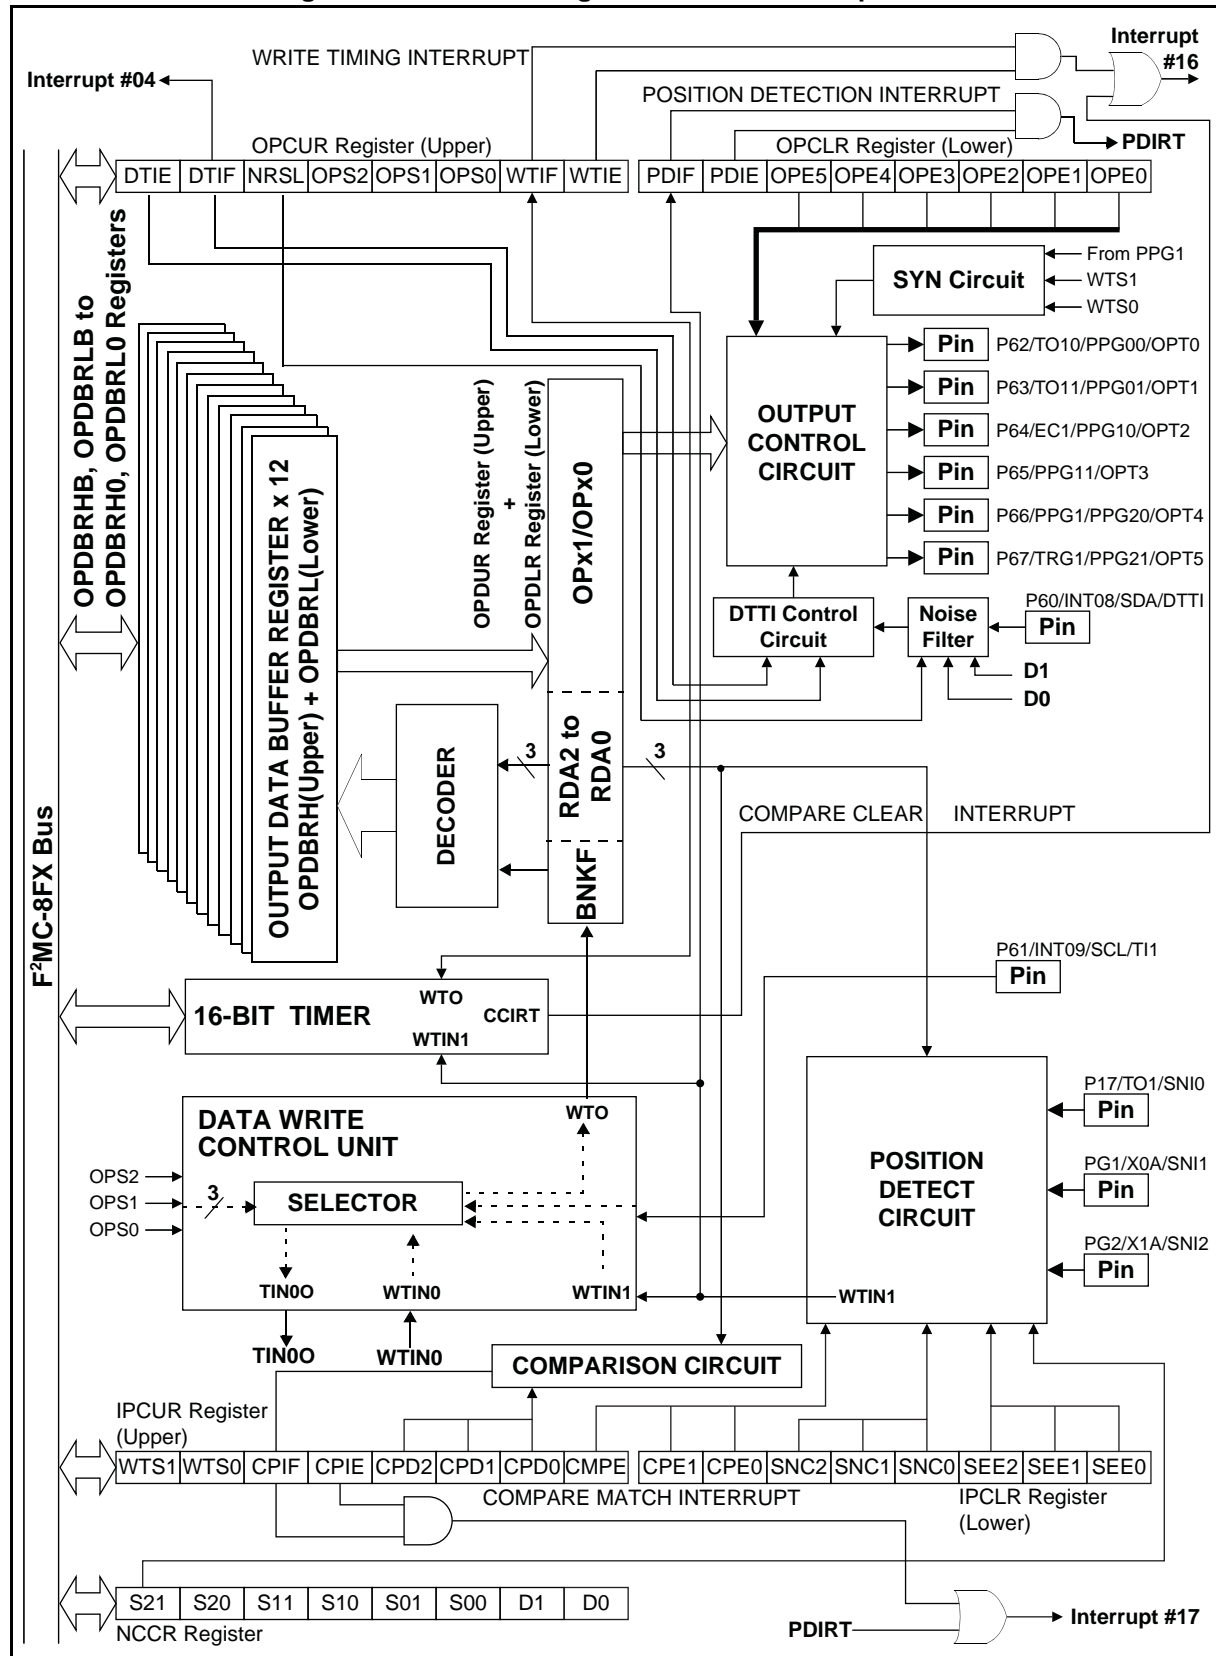 Interrupt
#16
WRITE TIMING INTERRUPT
Interrupt #04
POSITION DETECTION INTERRUPT
OPCUR Register (Upper)
OPCLR Register (Lower)
PDIRT
DTIE DTIF NRSL OPS2 OPS1 OPS0 WTIF WTIE
PDIF PDIE OPE5 OPE4 OPE3 OPE2 OPE1 OPE0
SYN Circuit
From PPG1
WTS1
WTS0
OPDBRHB, OPDBRLB to
OPDBRH0, OPDBRL0 Registers
OUTPUT DATA BUFFER REGISTER x 12
OPDBRH(Upper) + OPDBRL(Lower)
OPDUR Register (Upper)
+
OPDLR Register (Lower)
OPx1/OPx0
RDA2 to
RDA0
BNKF
OUTPUT
CONTROL
CIRCUIT
Pin P62/TO10/PPG00/OPT0
Pin P63/TO11/PPG01/OPT1
Pin P64/EC1/PPG10/OPT2
Pin P65/PPG11/OPT3
Pin P66/PPG1/PPG20/OPT4
Pin P67/TRG1/PPG21/OPT5
DTTI Control
Circuit
Noise
Filter
P60/INT08/SDA/DTTI
Pin
D1
D0
DECODER
3
3
COMPARE CLEAR INTERRUPT
F²MC-8FX Bus
P61/INT09/SCL/TI1
Pin
16-BIT TIMER
WTO
CCIRT
WTIN1
DATA WRITE
CONTROL UNIT
WTO
OPS2
OPS1
OPS0
3
SELECTOR
TIN0O
WTIN0
WTIN1
TIN0O
WTIN0
POSITION
DETECT
CIRCUIT
WTIN1
P17/TO1/SNI0
Pin
PG1/X0A/SNI1
Pin
PG2/X1A/SNI2
Pin
COMPARISON CIRCUIT
IPCUR Register
(Upper)
WTS1 WTS0 CPIF CPIE CPD2 CPD1 CPD0 CMPE
CPE1 CPE0 SNC2 SNC1 SNC0 SEE2 SEE1 SEE0
COMPARE MATCH INTERRUPT
IPCLR Register
(Lower)
S21 S20 S11 S10 S01 S00 D1 D0
NCCR Register
PDIRT
Interrupt #17